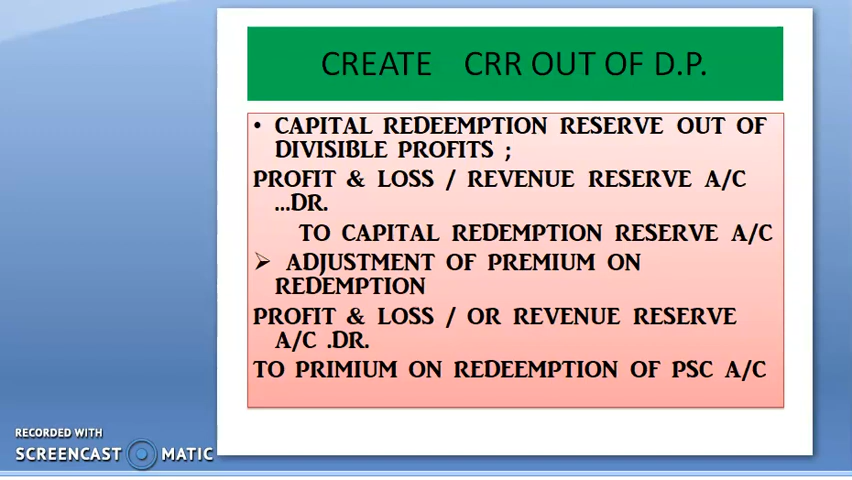 CREATE CRR OUT OF D.P.
• CAPITAL REDEEMPTION RESERVE OUT OF
DIVISIBLE PROFITS ;
PROFIT & LOSS / REVENUE RESERVE A/C
...DR.
TO CAPITAL REDEMPTION RESERVE A/C
➢ ADJUSTMENT OF PREMIUM ON
REDEMPTION
PROFIT & LOSS / OR REVENUE RESERVE
A/C .DR.
TO PRIMIUM ON REDEEMPTION OF PSC A/C
RECORDED WITH
SCREENCAST MATIC